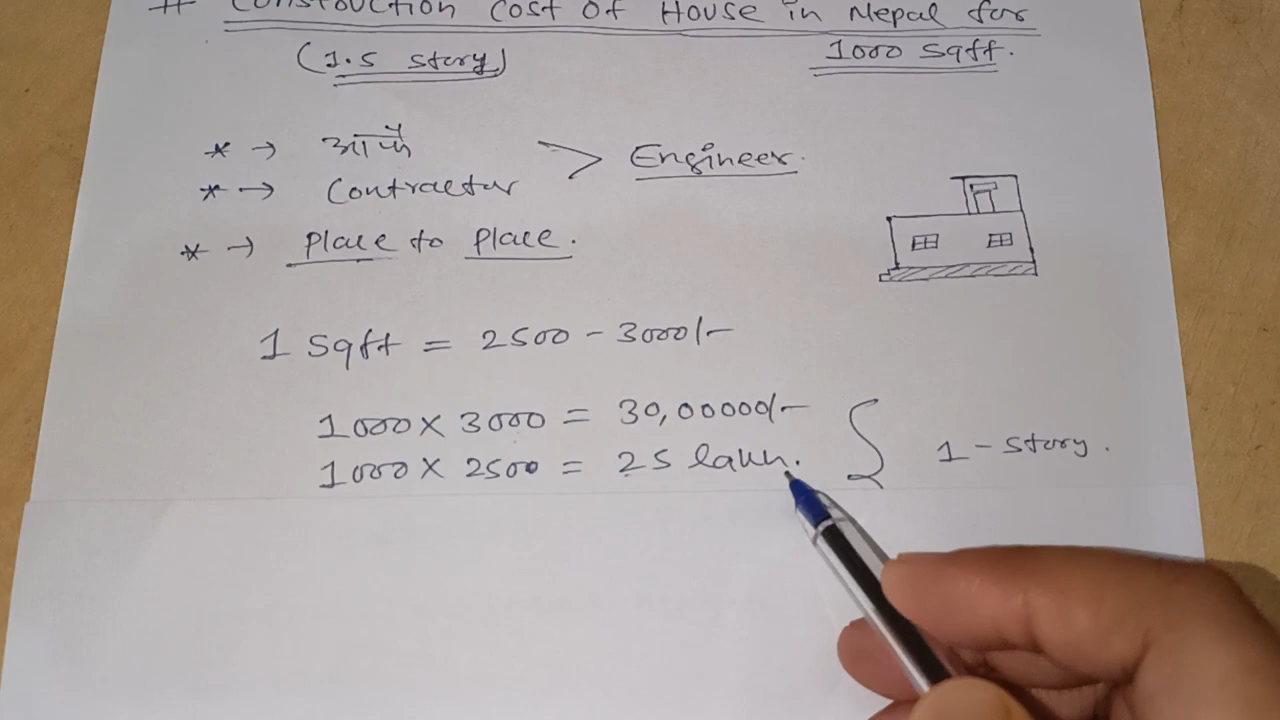 # Construction Cost of House in Nepal for
(1.5 story) 1000 Sqft.
* → आफै
* → Contractor > Engineer.
* → Place to Place.
1 Sqft = 2500 - 3000/-
1000 X 3000 = 30,00000/-
1000 X 2500 = 25 lakh. } 1-story.